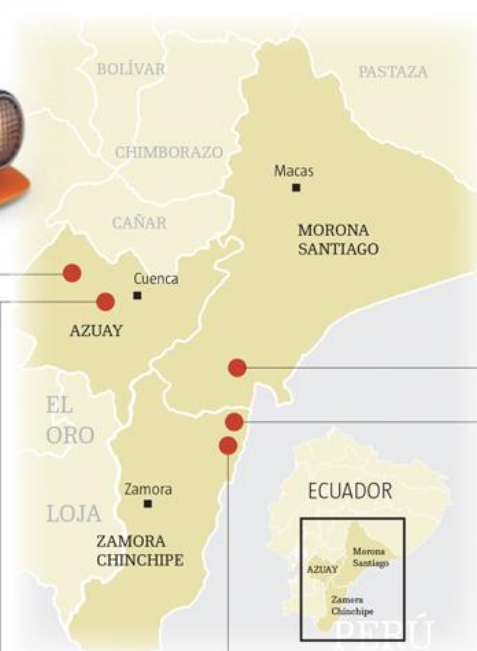 BOLÍVAR
PASTAZA
CHIMBORAZO
Macas
CAÑAR
MORONA
SANTIAGO
Cuenca
AZUAY
EL
ORO
LOJA
Zamora
ZAMORA
CHINCHIPE
ECUADOR
Morona
Santiago
AZUAY
Zamora
Chinchipe
PERÚ